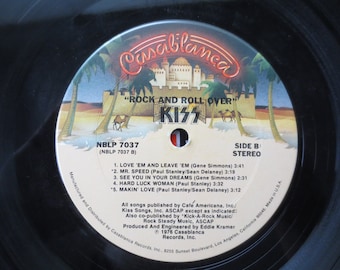 Casablanca
"ROCK AND ROLL OVER"
KISS
NBLP 7037
(NBLP 7037 B)
SIDE B
STEREO
1. LOVE 'EM AND LEAVE 'EM (Gene Simmons) 3:41
*2. MR. SPEED (Paul Stanley/Sean Delaney) 3:18
3. SEE YOU IN YOUR DREAMS (Gene Simmons)
4. HARD LUCK WOMAN (Paul Stanley) 3:32
*5. MAKIN' LOVE (Paul Stanley/Sean Delaney) 3:12
All songs published by Cafe Americana, Inc./
Kiss Songs, Inc. ASCAP except as indicated:
Also co-published by *Kick-A-Rock Music/
Rock Steady Music, ASCAP
Produced And Engineered by Eddie Kramer
℗ 1976 Casablanca
Records, Inc.